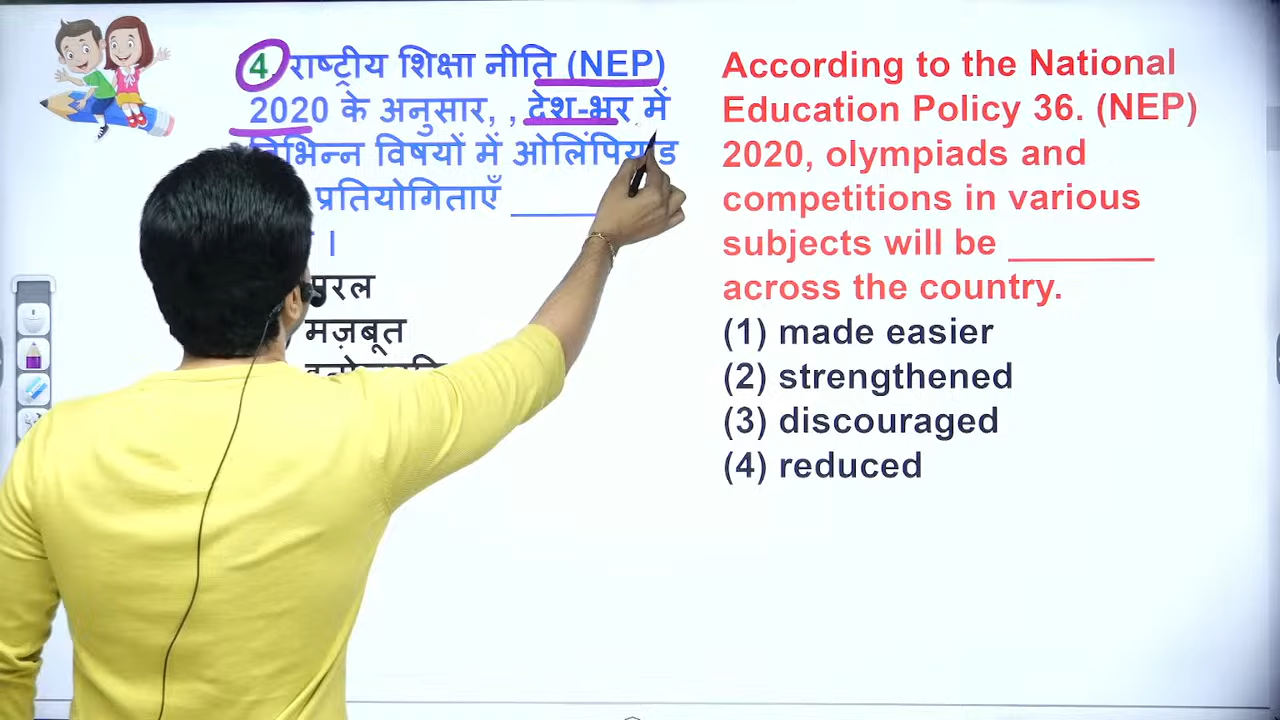 4. राष्ट्रीय शिक्षा नीति (NEP)
2020 के अनुसार, , देश-भर में
विभिन्न विषयों में ओलिंपियाड
प्रतियोगिताएँ ______
।
सरल
मज़बूत
According to the National
Education Policy 36. (NEP)
2020, olympiads and
competitions in various
subjects will be _______
across the country.
(1) made easier
(2) strengthened
(3) discouraged
(4) reduced